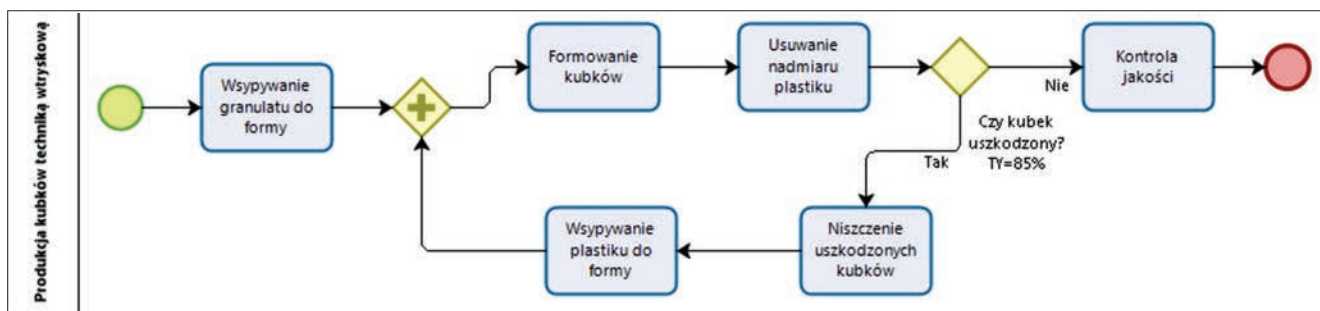 Produkcja kubków techniką wtryskową
Wsypywanie
granulatu do
formy
Formowanie
kubków
Usuwanie
nadmiaru
plastiku
Nie
Kontrola
jakości
Czy kubek
uszkodzony?
TY=85%
Tak
Wsypywanie
plastiku do
formy
Niszczenie
uszkodzonych
kubków